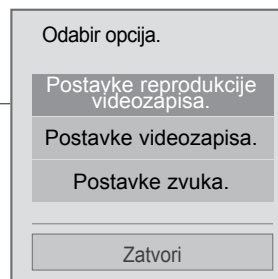 Odabir opcija.
Postavke reprodukcije
videozapisa.
Postavke videozapisa.
Postavke zvuka.
Zatvori